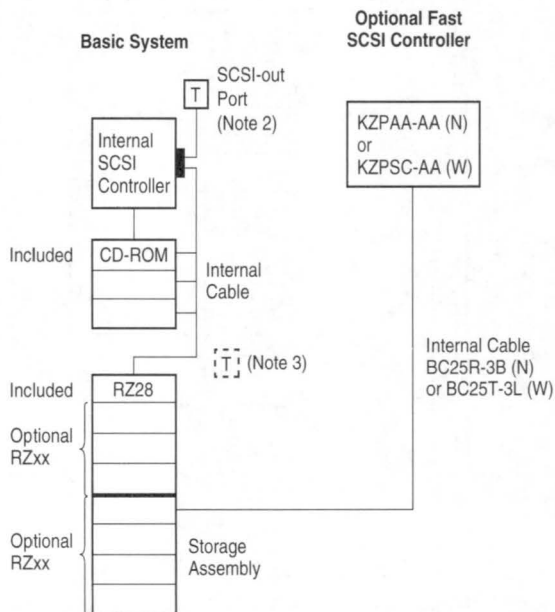 Optional Fast
SCSI Controller
Basic System
T
SCSI-out
Port
(Note 2)
Internal
SCSI
Controller
KZPAA-AA (N)
or
KZPSC-AA (W)
Included
CD-ROM
Internal
Cable
T
(Note 3)
Internal Cable
BC25R-3B (N)
or BC25T-3L (W)
Included
RZ28
Optional
RZxx
Optional
RZxx
Storage
Assembly